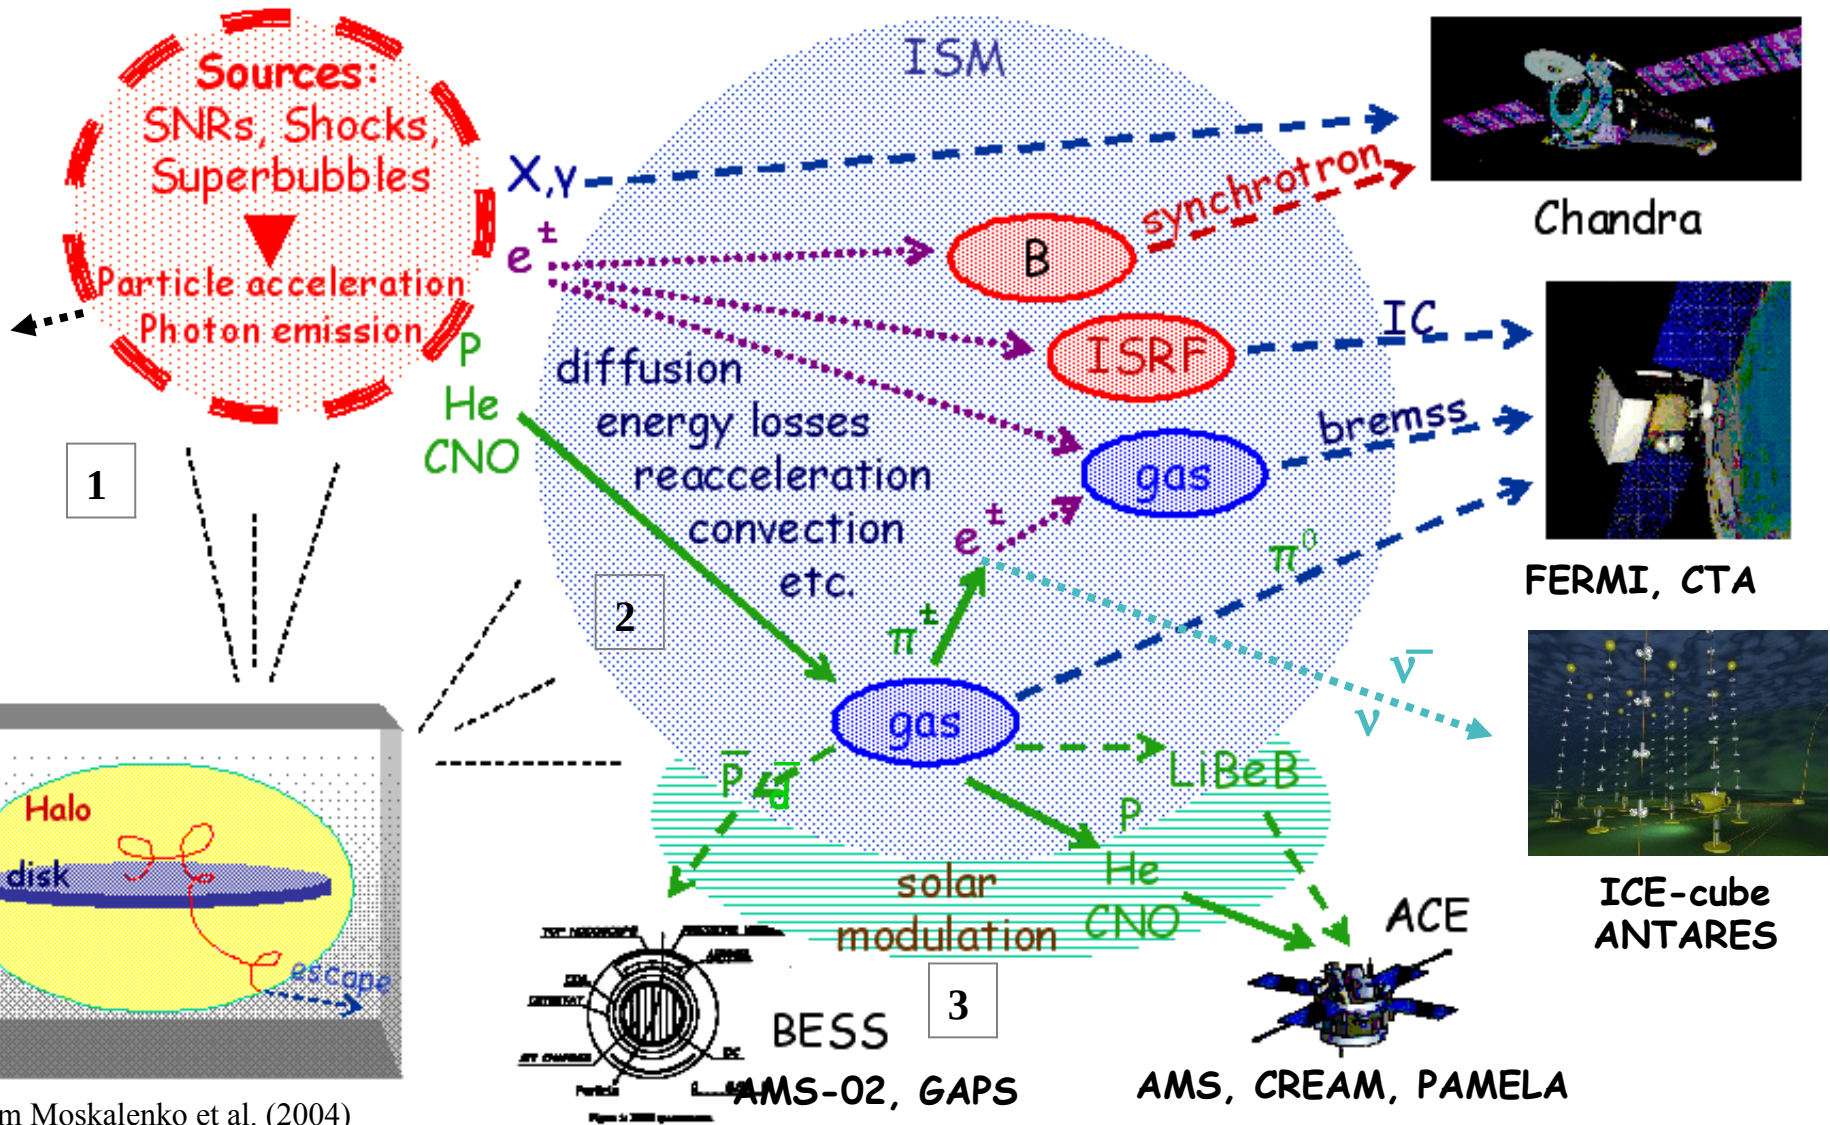 Sources:
SNRs, Shocks,
Superbubbles
Particle acceleration
Photon emission
ISM
X,γ
e±
P
He
CNO
B
synchrotron
Chandra
ISRF
IC
diffusion
energy losses
reacceleration
convection
etc.
gas
bremss
e±
π±
π0
FERMI, CTA
1
2
gas
ν̅
ν
P̅
d̅
LiBeB
P
He
CNO
solar
modulation
ICE-cube
ANTARES
Halo
disk
escape
ACE
BESS
3
Particle
AMS-02, GAPS
AMS, CREAM, PAMELA
Moskalenko et al. (2004)